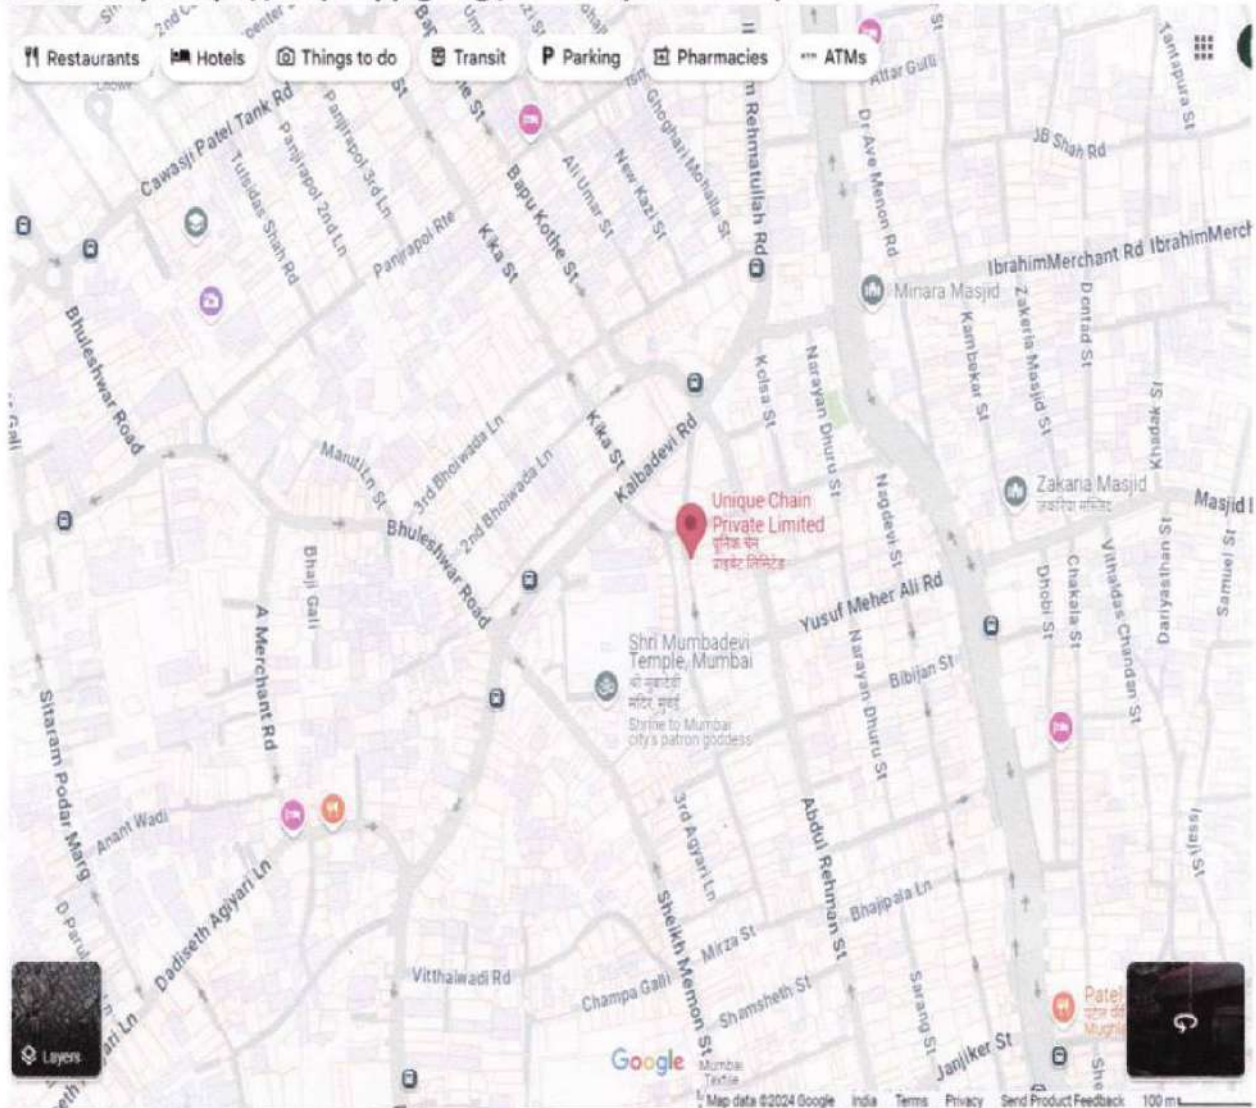 Restaurants
Hotels
Things to do
Transit
Parking
Pharmacies
ATMs
Attar Gulli
Tantapura St
Cawasji Patel Tank Rd
Panjrapol 3rd Ln
Panjrapol 2nd Ln
Tulsidas Shah Rd
Panjrapol Rte
Kika St
Bapu Kothe St
Ali Umar St
New Kazi St
Ghoghari Mohalla St
m Rehmatullah Rd
Dr Ave Menon Rd
JB Shah Rd
IbrahimMerchant Rd
IbrahimMerch
Minara Masjid
Bhuleshwar Road
Kolsa St
Narayan Dhuru St
Kambekar St
Zakeria Masjid St
Dontad St
Khadak St
Kika St
Kalbadevi Rd
3rd Bhoiwada Ln
2nd Bhoiwada Ln
Bhuleshwar Road
Unique Chain
Private Limited
यूनिक चेन
प्राइवेट लिमिटेड
Nagdevi St
Zakaria Masjid
Masjid
Bhaji Gali
A Merchant Rd
Yusuf Meher Ali Rd
Dhobi St
Chakala St
Vithaldas Chandan St
Dariyasthan St
Samuel St
Shri Mumbadevi
Temple, Mumbai
Shrine to Mumbai
city's patron goddess
Bibijan St
Narayan Dhuru St
Sitaram Podar Marg
Anant Wadi
3rd Agyari Ln
Abdul Rehman St
Issaji St
Dadiseth Agiyari Ln
Bhajipala Ln
Sheikh Memon St
Mirza St
Vitthalwadi Rd
Champa Galli
Shamsheth St
Sarang St
Patel
Janjiker St
Layers
Google
Mumbai
Textile
Map data ©2024 Google
India
Terms
Privacy
Send Product Feedback
100 m